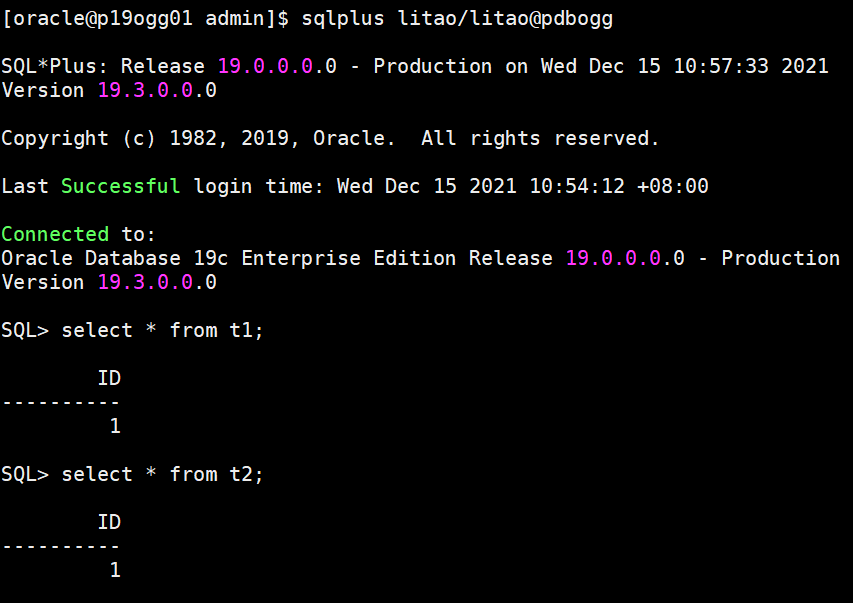 [oracle@p19ogg01 admin]$ sqlplus litao/litao@pdbogg
SQL*Plus: Release 19.0.0.0.0 - Production on Wed Dec 15 10:57:33 2021
Version 19.3.0.0.0
Copyright (c) 1982, 2019, Oracle.  All rights reserved.
Last Successful login time: Wed Dec 15 2021 10:54:12 +08:00
Connected to:
Oracle Database 19c Enterprise Edition Release 19.0.0.0.0 - Production
Version 19.3.0.0.0
SQL> select * from t1;
        ID
----------
         1
SQL> select * from t2;
        ID
----------
         1